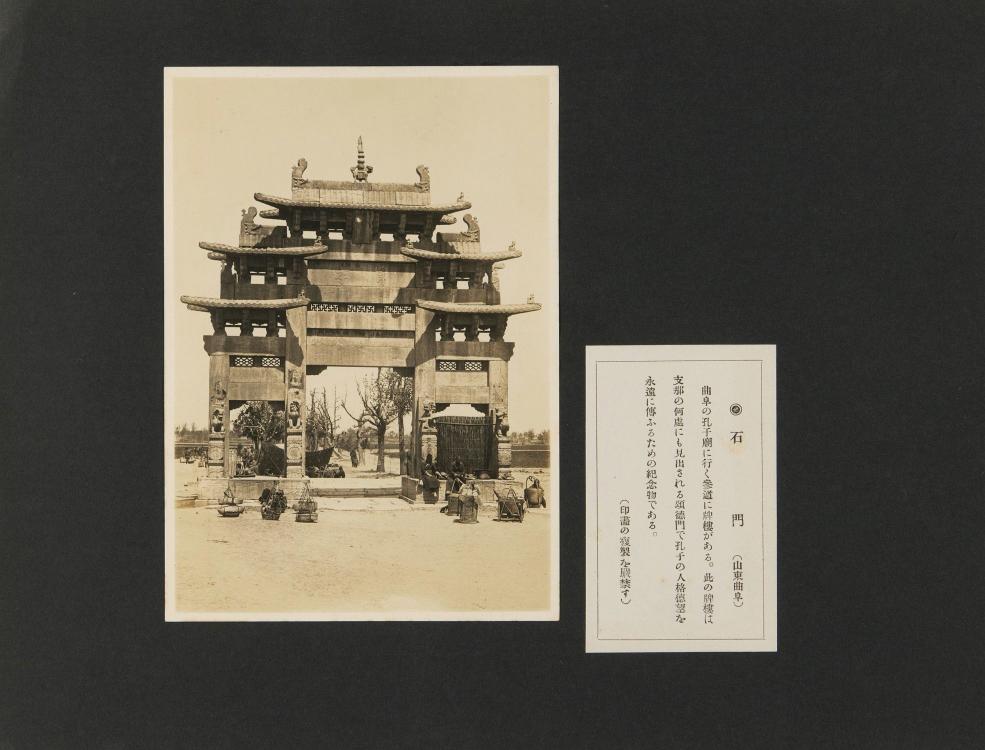 ◉石門（山東曲阜）
曲阜の孔子廟に行く參道に牌樓がある。此の牌樓は
支那の何處にも見出される頌德門で孔子の人格德望を
永遠に傳ふるための紀念物である。
（印畵の複製を嚴禁す）